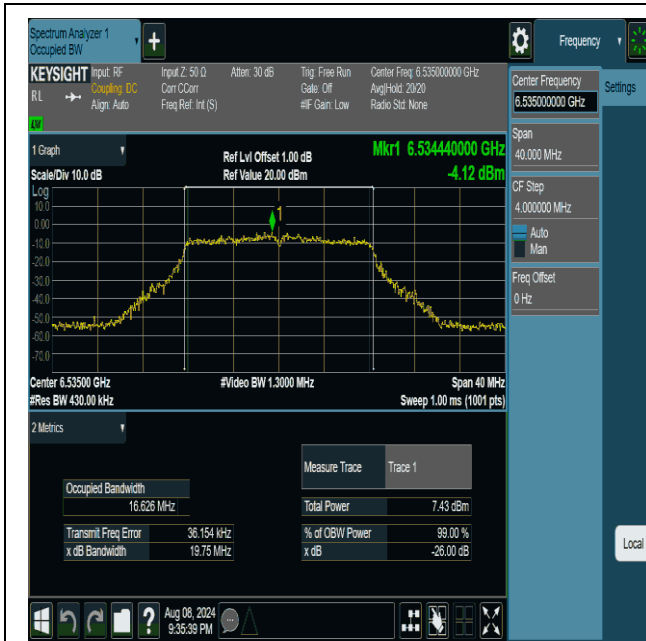 Spectrum Analyzer 1
Occupied BW
+
Frequency
KEYSIGHT Input: RF Input Z: 50 Ω Atten: 30 dB Trig: Free Run Center Freq: 6.535000000 GHz
RL Coupling: DC Corr CCorr Gate: Off Avg|Hold: 20/20
Align: Auto Freq Ref: Int (S) #IF Gain: Low Radio Std: None
Center Frequency
6.535000000 GHz
Settings
Span
40.000 MHz
CF Step
4.000000 MHz
Auto
Man
Freq Offset
0 Hz
Local
1 Graph
Ref Lvl Offset 1.00 dB Mkr1 6.534440000 GHz
Scale/Div 10.0 dB Ref Value 20.00 dBm -4.12 dBm
Log
10.0
0.00
-10.0
-20.0
-30.0
-40.0
-50.0
-60.0
-70.0
1
Center 6.53500 GHz #Video BW 1.3000 MHz Span 40 MHz
#Res BW 430.00 kHz Sweep 1.00 ms (1001 pts)
2 Metrics
Measure Trace Trace 1
Occupied Bandwidth
16.626 MHz
Total Power 7.43 dBm
Transmit Freq Error 36.154 kHz % of OBW Power 99.00 %
x dB Bandwidth 19.75 MHz x dB -26.00 dB
? Aug 08, 2024
9:35:39 PM